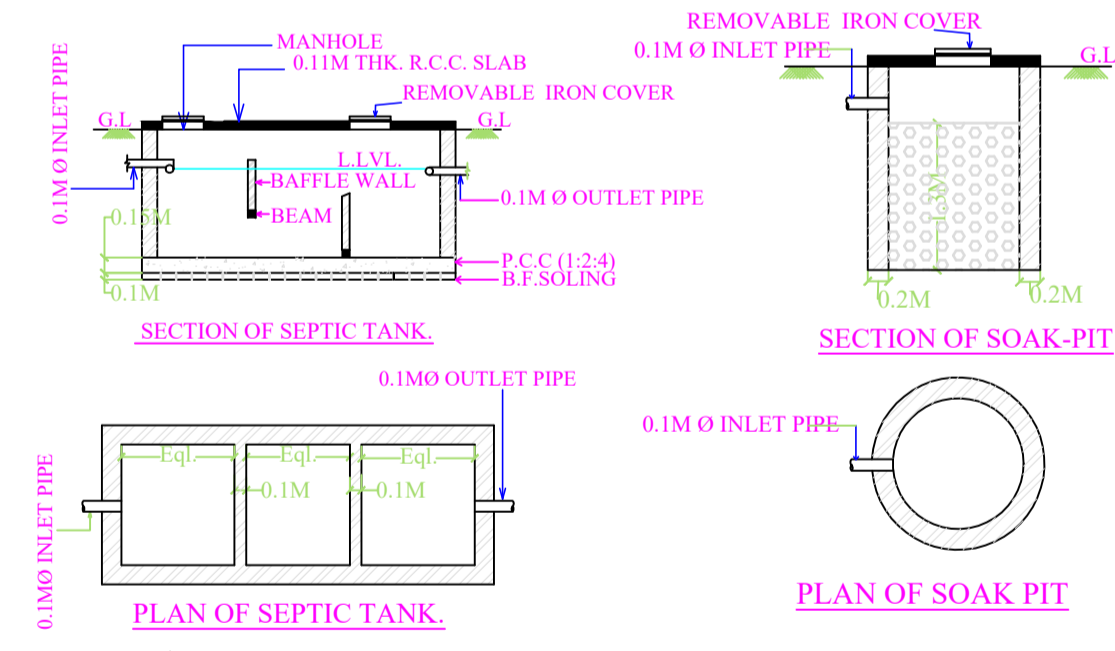 MANHOLE
0.11M THK. R.C.C. SLAB
REMOVABLE IRON COVER
G.L
G.L
0.1M Ø INLET PIPE
L.LVL.
BAFFLE WALL
BEAM
0.1M Ø OUTLET PIPE
0.15M
0.1M
P.C.C (1:2:4)
B.F.SOLING
SECTION OF SEPTIC TANK.
REMOVABLE IRON COVER
0.1M Ø INLET PIPE
G.L
1.3M
0.2M
0.2M
SECTION OF SOAK-PIT
0.1MØ OUTLET PIPE
0.1MØ INLET PIPE
Eql.
Eql.
Eql.
0.1M
0.1M
PLAN OF SEPTIC TANK.
0.1M Ø INLET PIPE
PLAN OF SOAK PIT